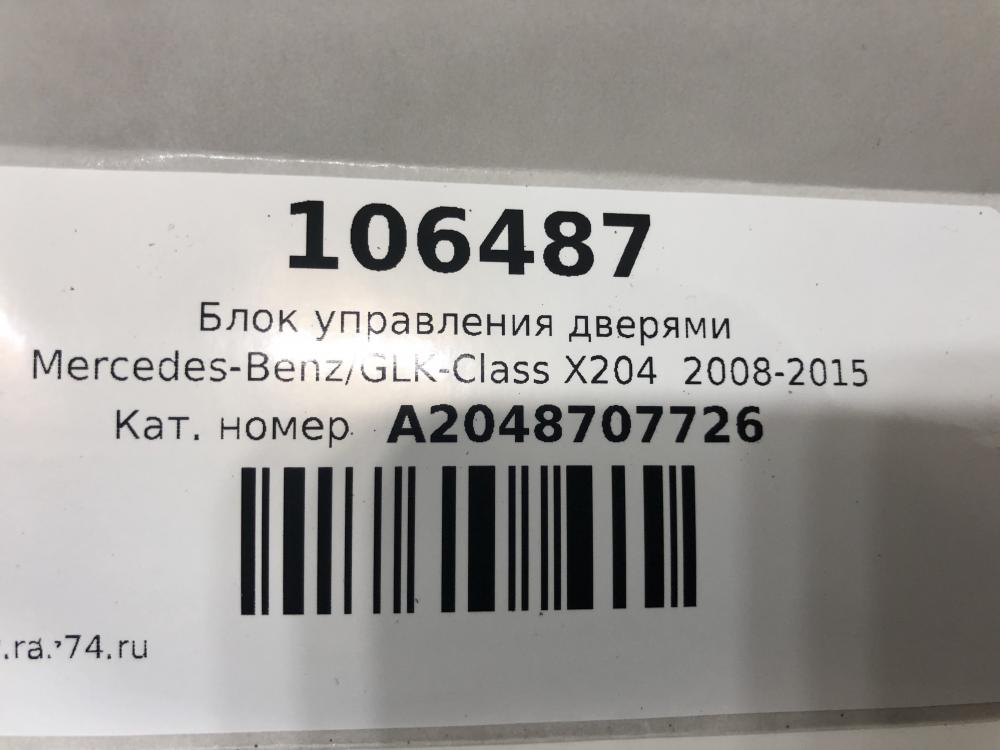 106487
Блок управления дверями
Mercedes-Benz/GLK-Class X204 2008-2015
Кат. номер A2048707726